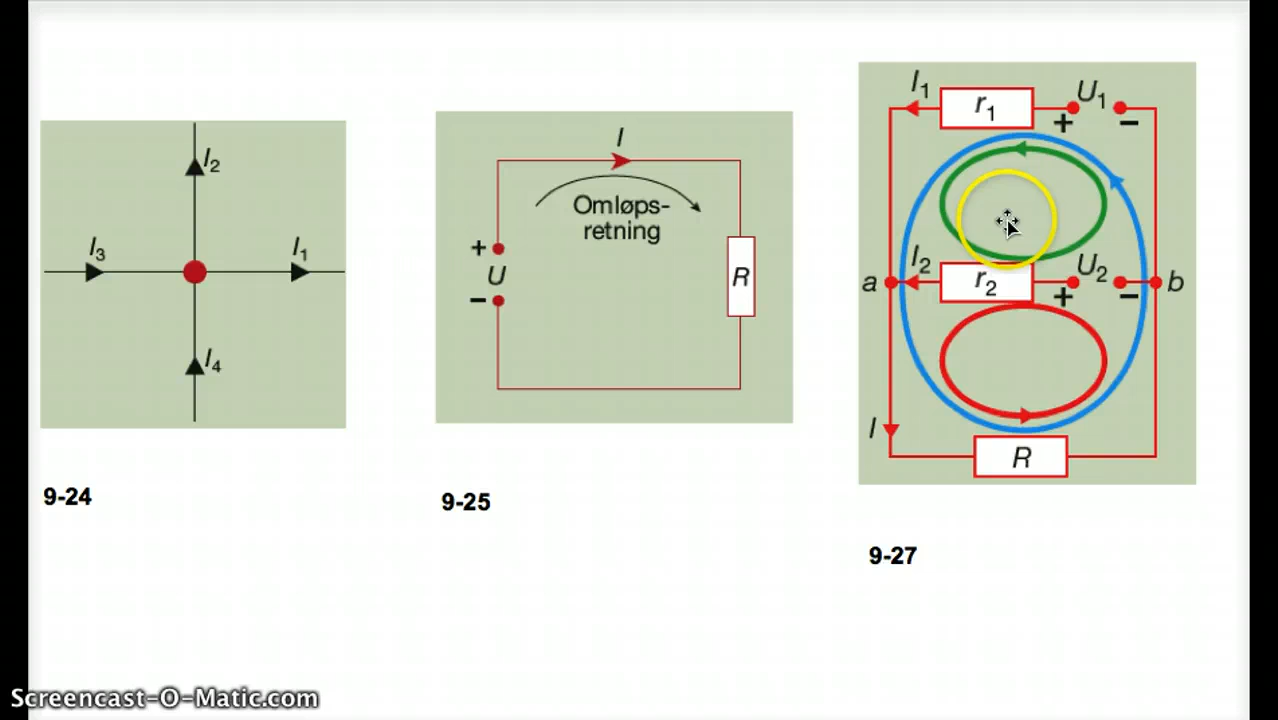 I₂
I₃
I₁
I₄
9-24
I
Omløps-
retning
+
U
−
R
9-25
I₁
r₁
U₁
+ −
a
I₂
r₂
U₂
b
+ −
I
R
9-27
Screencast-O-Matic.com